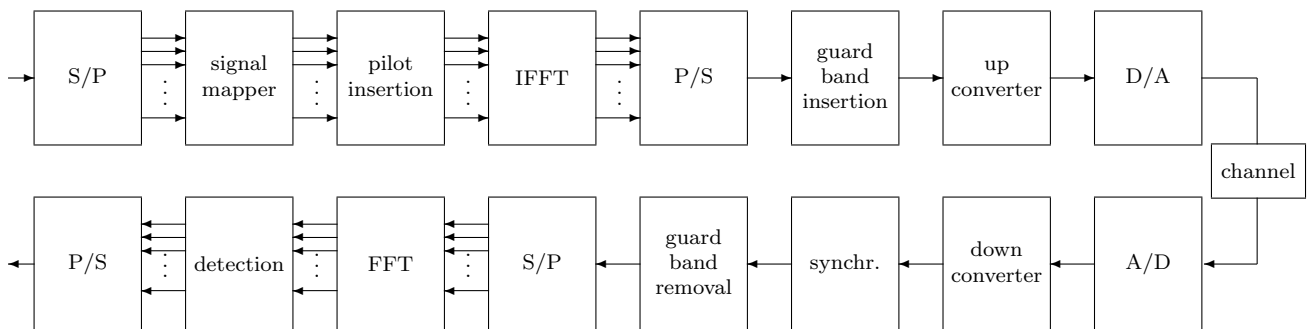 S/P
signal
mapper
pilot
insertion
IFFT
P/S
guard
band
insertion
up
converter
D/A
channel
P/S
detection
FFT
S/P
guard
band
removal
synchr.
down
converter
A/D